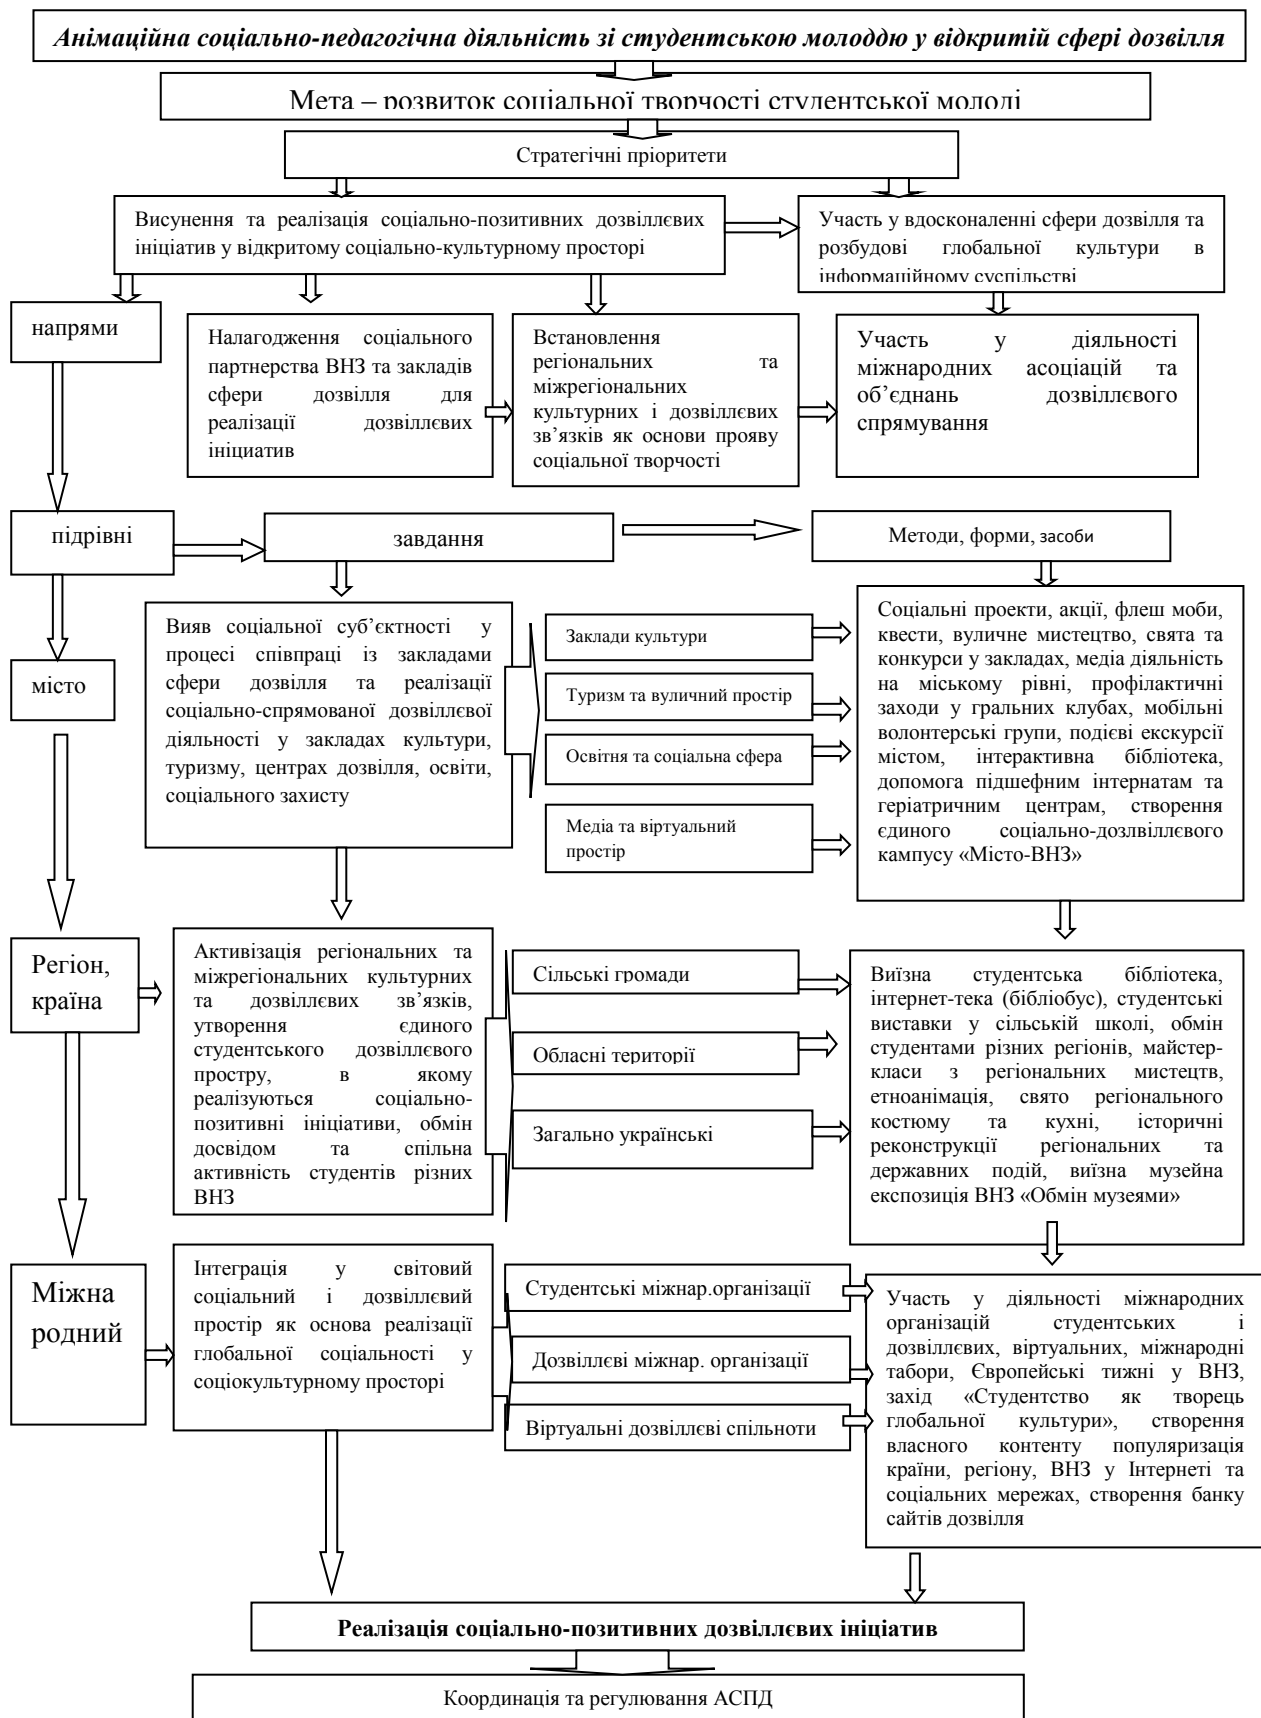 Анімаційна соціально-педагогічна діяльність зі студентською молоддю у відкритій сфері дозвілля
Мета – розвиток соціальної творчості студентської молоді
Стратегічні пріоритети
Висунення та реалізація соціально-позитивних дозвіллєвих
ініціатив у відкритому соціально-культурному просторі
Участь у вдосконаленні сфери дозвілля та
розбудові глобальної культури в
інформаційному суспільстві
напрями
Налагодження соціального
партнерства ВНЗ та закладів
сфери дозвілля для
реалізації дозвіллєвих
ініциатив
Встановлення
регіональних та
міжрегіональних
культурних і дозвіллєвих
зв’язків як основи прояву
соціальної творчості
Участь у діяльності
міжнародних асоціацій та
об’єднань дозвіллєвого
спрямування
підрівні
завдання
Методи, форми, засоби
місто
Вияв соціальної суб’єктності у
процесі співпраці із закладами
сфери дозвілля та реалізації
соціально-спрямованої дозвіллєвої
діяльності у закладах культури,
туризму, центрах дозвілля, освіти,
соціального захисту
Заклади культури
Туризм та вуличний простір
Освітня та соціальна сфера
Медіа та віртуальний
простір
Соціальні проекти, акції, флеш моби,
квести, вуличне мистецтво, свята та
конкурси у закладах, медіа діяльність
на міському рівні, профілактичні
заходи у гральних клубах, мобільні
волонтерські групи, подієві екскурсії
містом, інтерактивна бібліотека,
допомога підшефним інтернатам та
геріатричним центрам, створення
єдиного соціально-дозлвіллєвого
кампусу «Місто-ВНЗ»
Регіон,
країна
Активізація регіональних та
міжрегіональних культурних
та дозвіллєвих зв’язків,
утворення єдиного
студентського дозвіллєвого
простру, в якому
реалізуються соціально-
позитивні ініціативи, обмін
досвідом та спільна
активність студентів різних
ВНЗ
Сільські громади
Обласні території
Загально українські
Виїзна студентська бібліотека,
інтернет-тека (бібіобус), студентські
виставки у сільській школі, обмін
студентами різних регіонів, майстер-
класи з регіональних мистецтв,
етноанімація, свято регіонального
костюму та кухні, історичні
реконструкції регіональних та
державних подій, виїзна музейна
експозиція ВНЗ «Обмін музеями»
Міжна
родний
Інтеграція у світовий
соціальний і дозвіллєвий
простір як основа реалізації
глобальної соціальності у
соціокультурному просторі
Студентські міжнар.організації
Дозвіллєві міжнар. організації
Віртуальні дозвіллєві спільноти
Участь у діяльності міжнародних
організацій студентських і
дозвіллєвих, віртуальних, міжнародні
табори, Європейські тижні у ВНЗ,
захід «Студентство як творець
глобальної культури», створення
власного контенту популяризація
країни, регіону, ВНЗ у Інтернеті та
соціальних мережах, створення банку
сайтів дозвілля
Реалізація соціально-позитивних дозвіллєвих ініціатив
Координація та регулювання АСПД